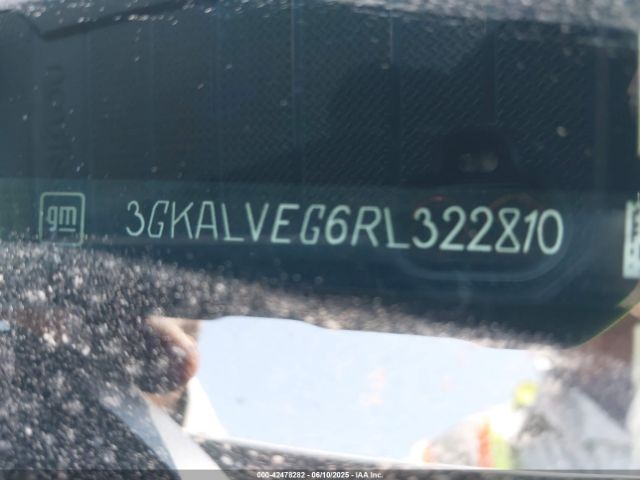 gm 3GKALVEG6RL322810
000-42478282 - 06/10/2025 - IAA Inc.